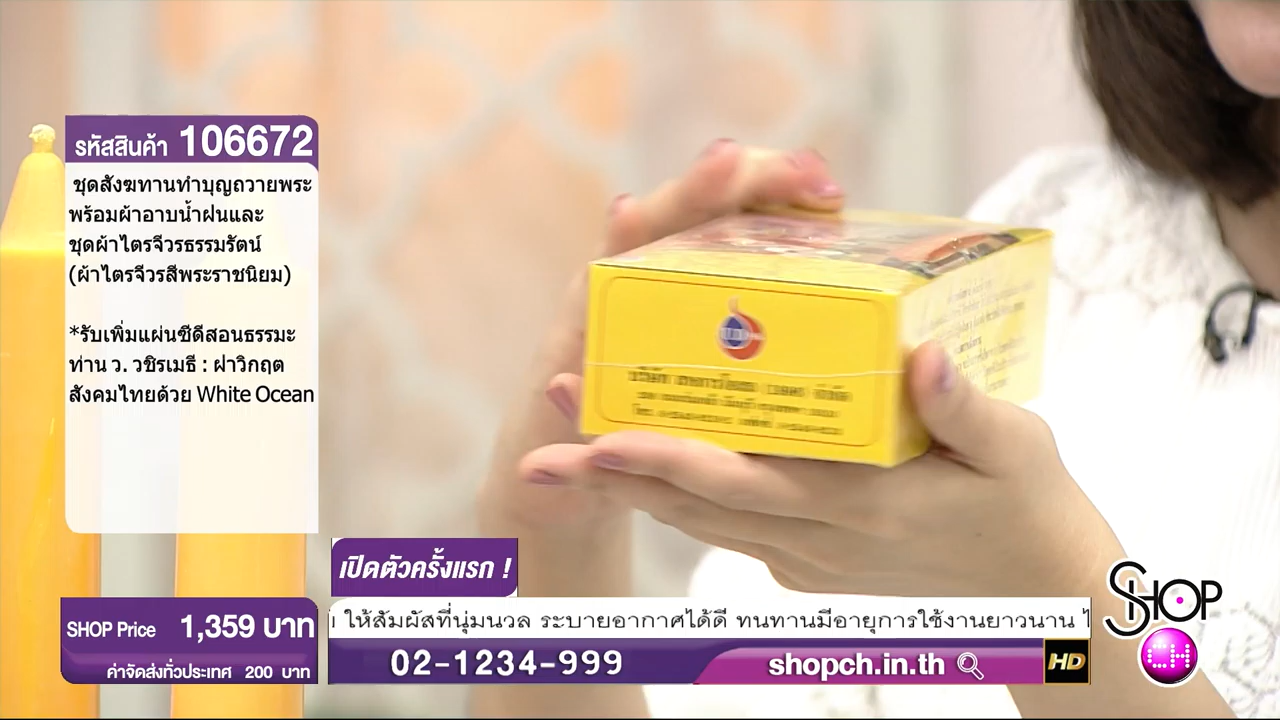 รหัสสินค้า 106672
ชุดสังฆทานทำบุญถวายพระ
พร้อมผ้าอาบน้ำฝนและ
ชุดผ้าไตรจีวรธรรมรัตน์
(ผ้าไตรจีวรสีพระราชนิยม)
*รับเพิ่มแผ่นซีดีสอนธรรมะ
ท่าน ว. วชิรเมธี : ฝาวิกฤต
สังคมไทยด้วย White Ocean
เปิดตัวครั้งแรก !
SHOP Price 1,359 บาท
ค่าจัดส่งทั่วประเทศ 200 บาท
ให้สัมผัสที่นุ่มนวล ระบายอากาศได้ดี ทนทานมีอายุการใช้งานยาวนาน
02-1234-999
shopch.in.th
HD
SHOP
CH